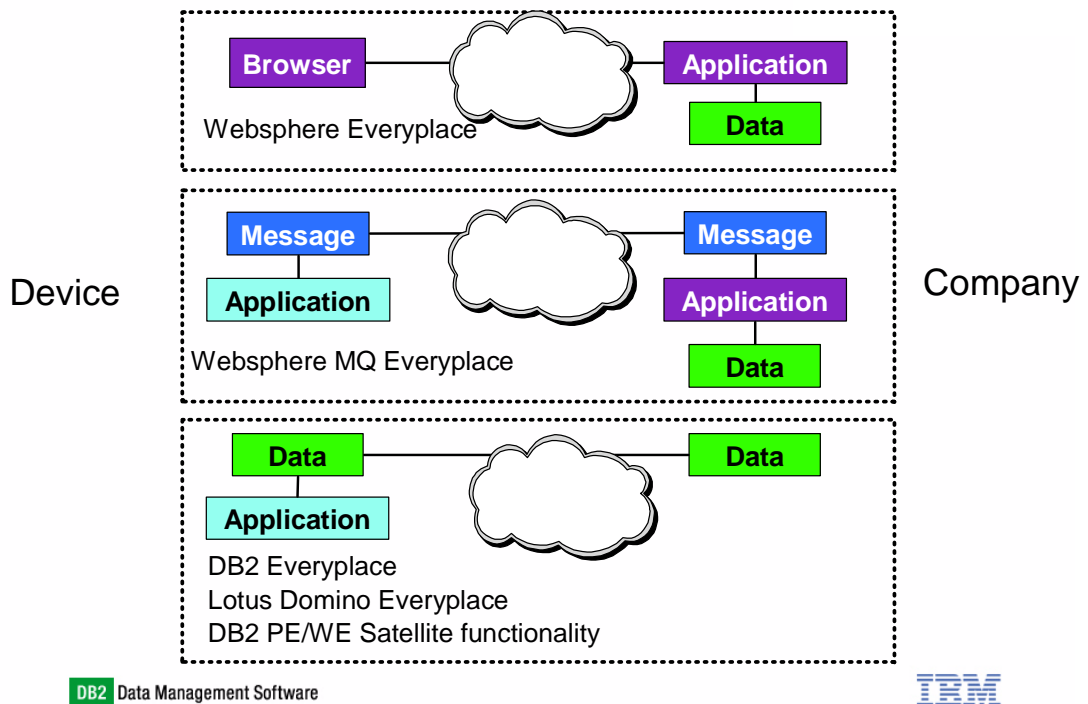 Browser
Application
Data
Websphere Everyplace
Message
Message
Application
Application
Data
Websphere MQ Everyplace
Device
Company
Data
Data
Application
DB2 Everyplace
Lotus Domino Everyplace
DB2 PE/WE Satellite functionality
DB2 Data Management Software
IBM